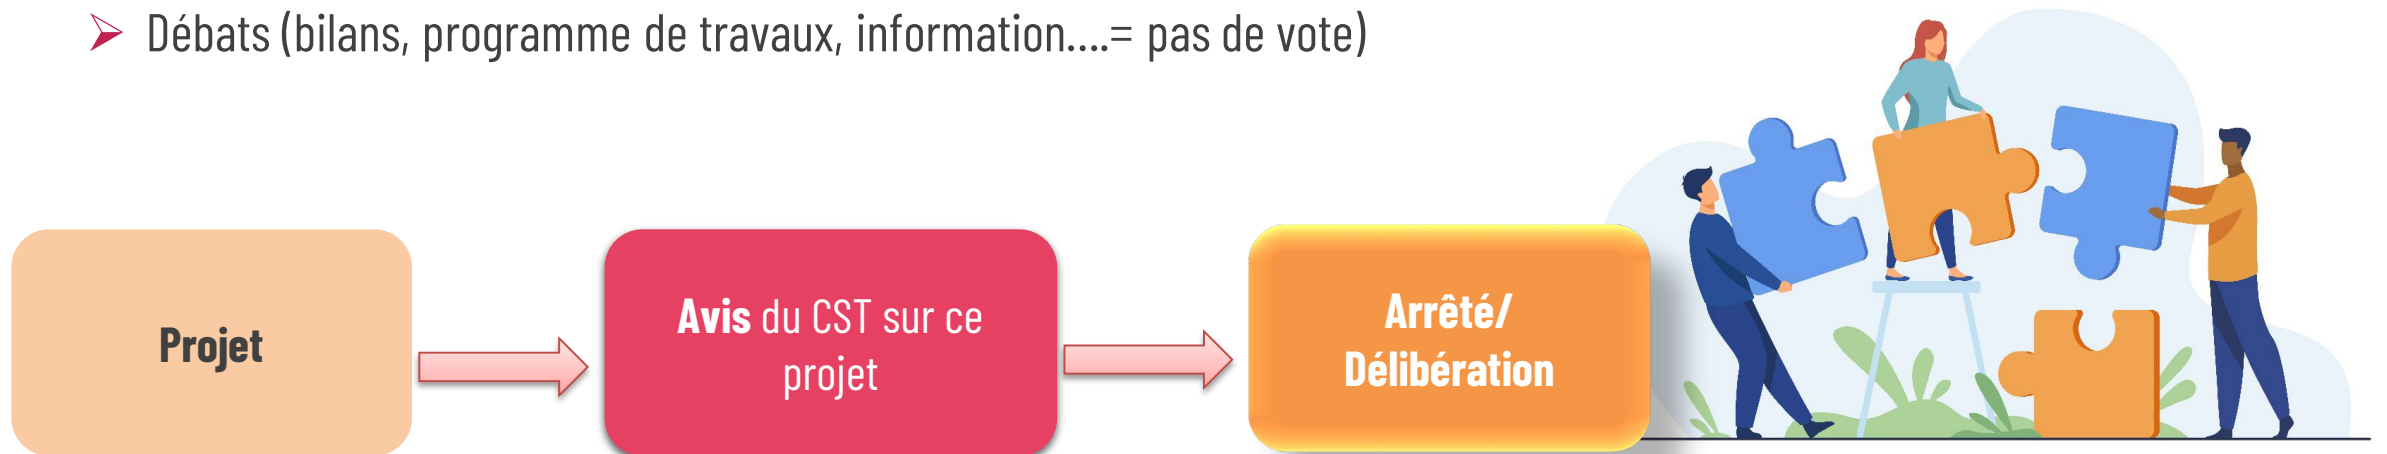 Débats (bilans, programme de travaux, information....= pas de vote)
Projet
Avis du CST sur ce
projet
Arrêté/
Délibération